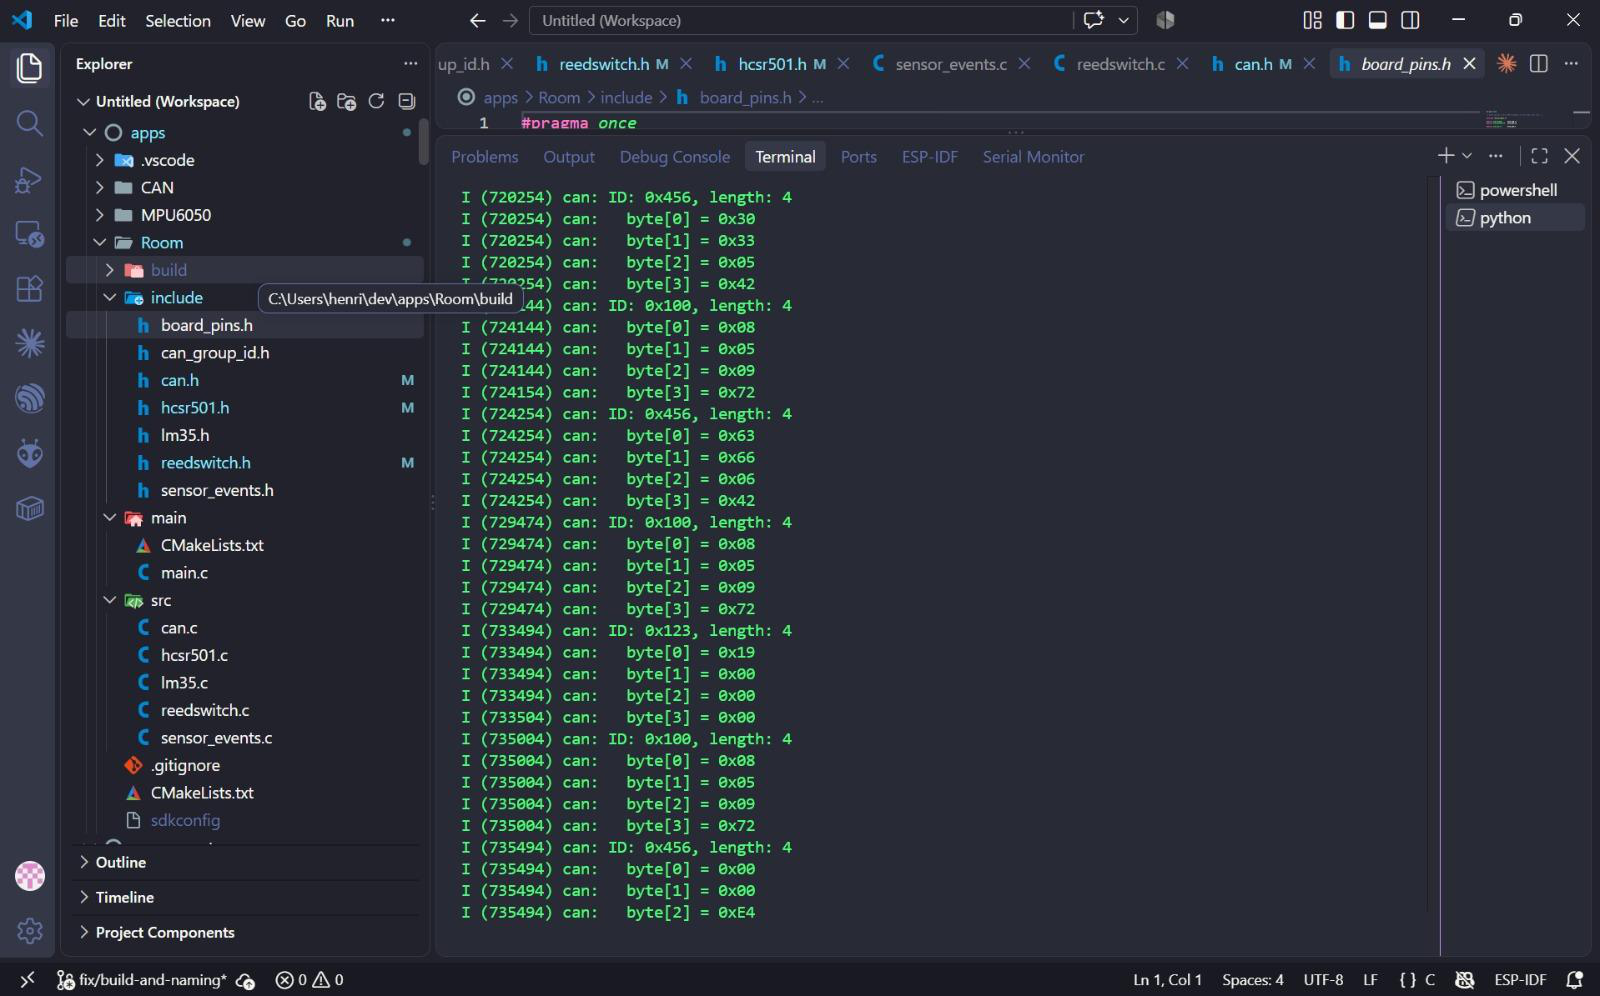 File Edit Selection View Go Run ···
Untitled (Workspace)
Explorer
Untitled (Workspace)
apps
.vscode
CAN
MPU6050
Room
build
include
C:\Users\henri\dev\apps\Room\build
board_pins.h
can_group_id.h
can.h M
hcsr501.h M
lm35.h
reedswitch.h M
sensor_events.h
main
CMakeLists.txt
main.c
src
can.c
hcsr501.c
lm35.c
reedswitch.c
sensor_events.c
.gitignore
CMakeLists.txt
sdkconfig
Outline
Timeline
Project Components
up_id.h reedswitch.h M hcsr501.h M sensor_events.c reedswitch.c can.h M board_pins.h
apps > Room > include > board_pins.h > ...
1 #pragma once
Problems Output Debug Console Terminal Ports ESP-IDF Serial Monitor
powershell
python
I (720254) can: ID: 0x456, length: 4
I (720254) can: byte[0] = 0x30
I (720254) can: byte[1] = 0x33
I (720254) can: byte[2] = 0x05
I (720254) can: byte[3] = 0x42
144) can: ID: 0x100, length: 4
I (724144) can: byte[0] = 0x08
I (724144) can: byte[1] = 0x05
I (724144) can: byte[2] = 0x09
I (724154) can: byte[3] = 0x72
I (724254) can: ID: 0x456, length: 4
I (724254) can: byte[0] = 0x63
I (724254) can: byte[1] = 0x66
I (724254) can: byte[2] = 0x06
I (724254) can: byte[3] = 0x42
I (729474) can: ID: 0x100, length: 4
I (729474) can: byte[0] = 0x08
I (729474) can: byte[1] = 0x05
I (729474) can: byte[2] = 0x09
I (729474) can: byte[3] = 0x72
I (733494) can: ID: 0x123, length: 4
I (733494) can: byte[0] = 0x19
I (733494) can: byte[1] = 0x00
I (733494) can: byte[2] = 0x00
I (733504) can: byte[3] = 0x00
I (735004) can: ID: 0x100, length: 4
I (735004) can: byte[0] = 0x08
I (735004) can: byte[1] = 0x05
I (735004) can: byte[2] = 0x09
I (735004) can: byte[3] = 0x72
I (735494) can: ID: 0x456, length: 4
I (735494) can: byte[0] = 0x00
I (735494) can: byte[1] = 0x00
I (735494) can: byte[2] = 0xE4
fix/build-and-naming* 0 0 Ln 1, Col 1 Spaces: 4 UTF-8 LF {} C ESP-IDF